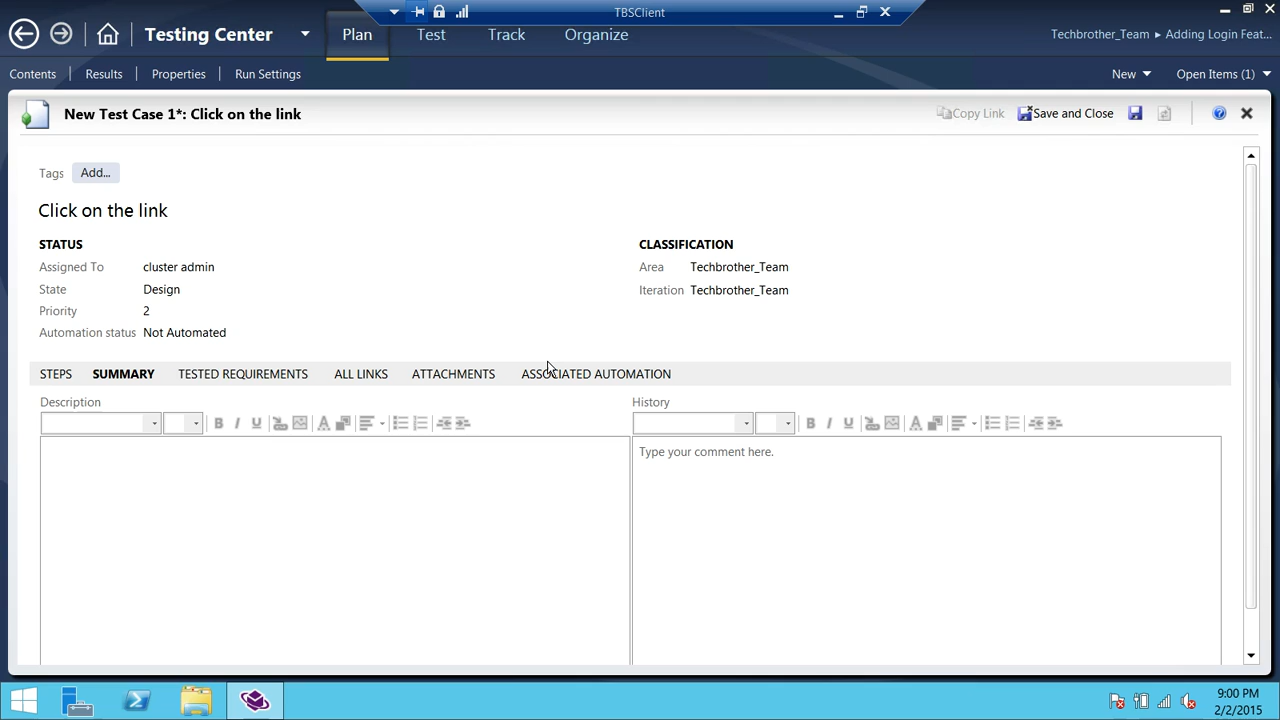 TBSClient
Testing Center Plan Test Track Organize Techbrother_Team ▸ Adding Login Feat...
Contents Results Properties Run Settings New Open Items (1)
New Test Case 1*: Click on the link Copy Link Save and Close
Tags Add...
Click on the link
STATUS CLASSIFICATION
Assigned To cluster admin Area Techbrother_Team
State Design Iteration Techbrother_Team
Priority 2
Automation status Not Automated
STEPS SUMMARY TESTED REQUIREMENTS ALL LINKS ATTACHMENTS ASSOCIATED AUTOMATION
Description History
B I U A B I U A
Type your comment here.
9:00 PM
2/2/2015